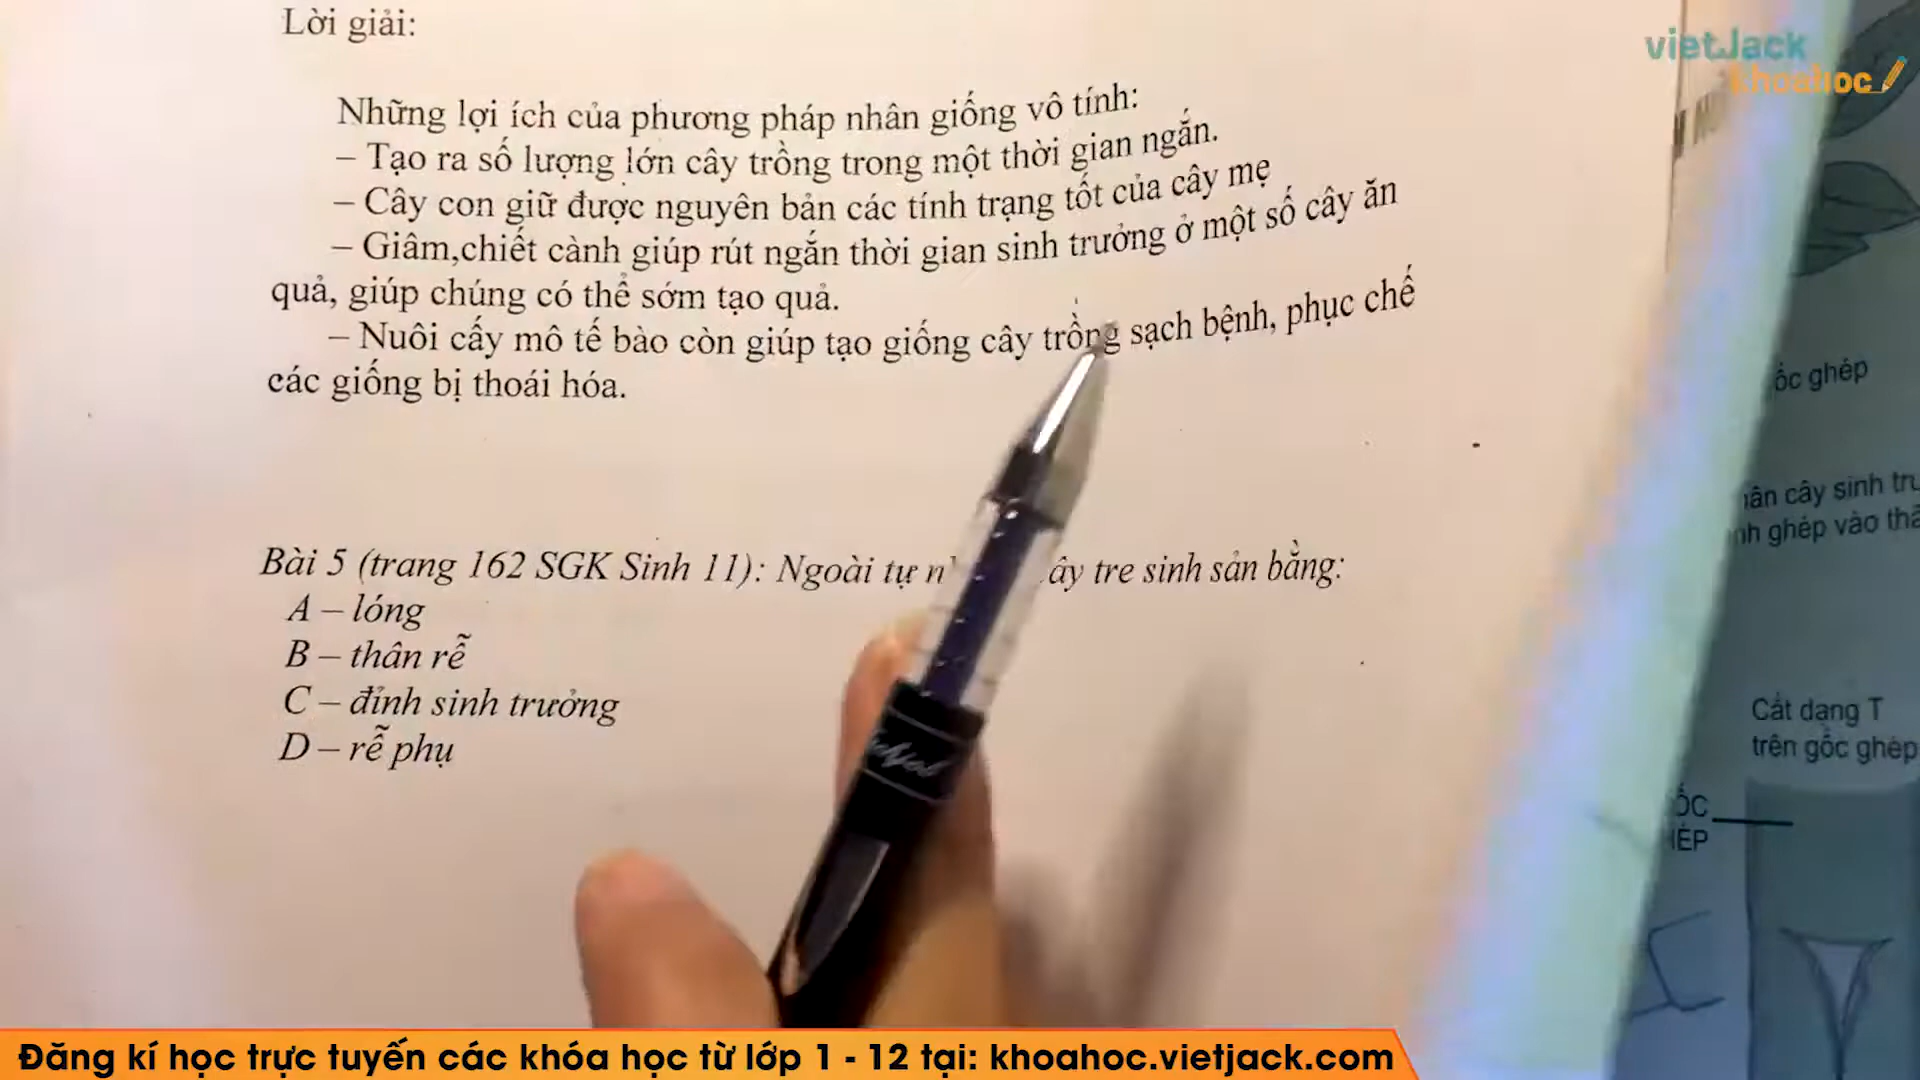 Lời giải:
vietJack
khoahoc
Những lợi ích của phương pháp nhân giống vô tính:
– Tạo ra số lượng lớn cây trồng trong một thời gian ngắn.
– Cây con giữ được nguyên bản các tính trạng tốt của cây mẹ
– Giâm,chiết cành giúp rút ngắn thời gian sinh trưởng ở một số cây ăn
quả, giúp chúng có thể sớm tạo quả.
– Nuôi cấy mô tế bào còn giúp tạo giống cây trồng sạch bệnh, phục chế
các giống bị thoái hóa.
Bài 5 (trang 162 SGK Sinh 11): Ngoài tự tre sinh sản bằng:
A – lóng
B – thân rễ
C – đỉnh sinh trưởng
D – rễ phụ
ghép
cây sinh
ghép vào
Cắt dạng T
trên gốc ghép
Đăng kí học trực tuyến các khóa học từ lớp 1 - 12 tại: khoahoc.vietjack.com